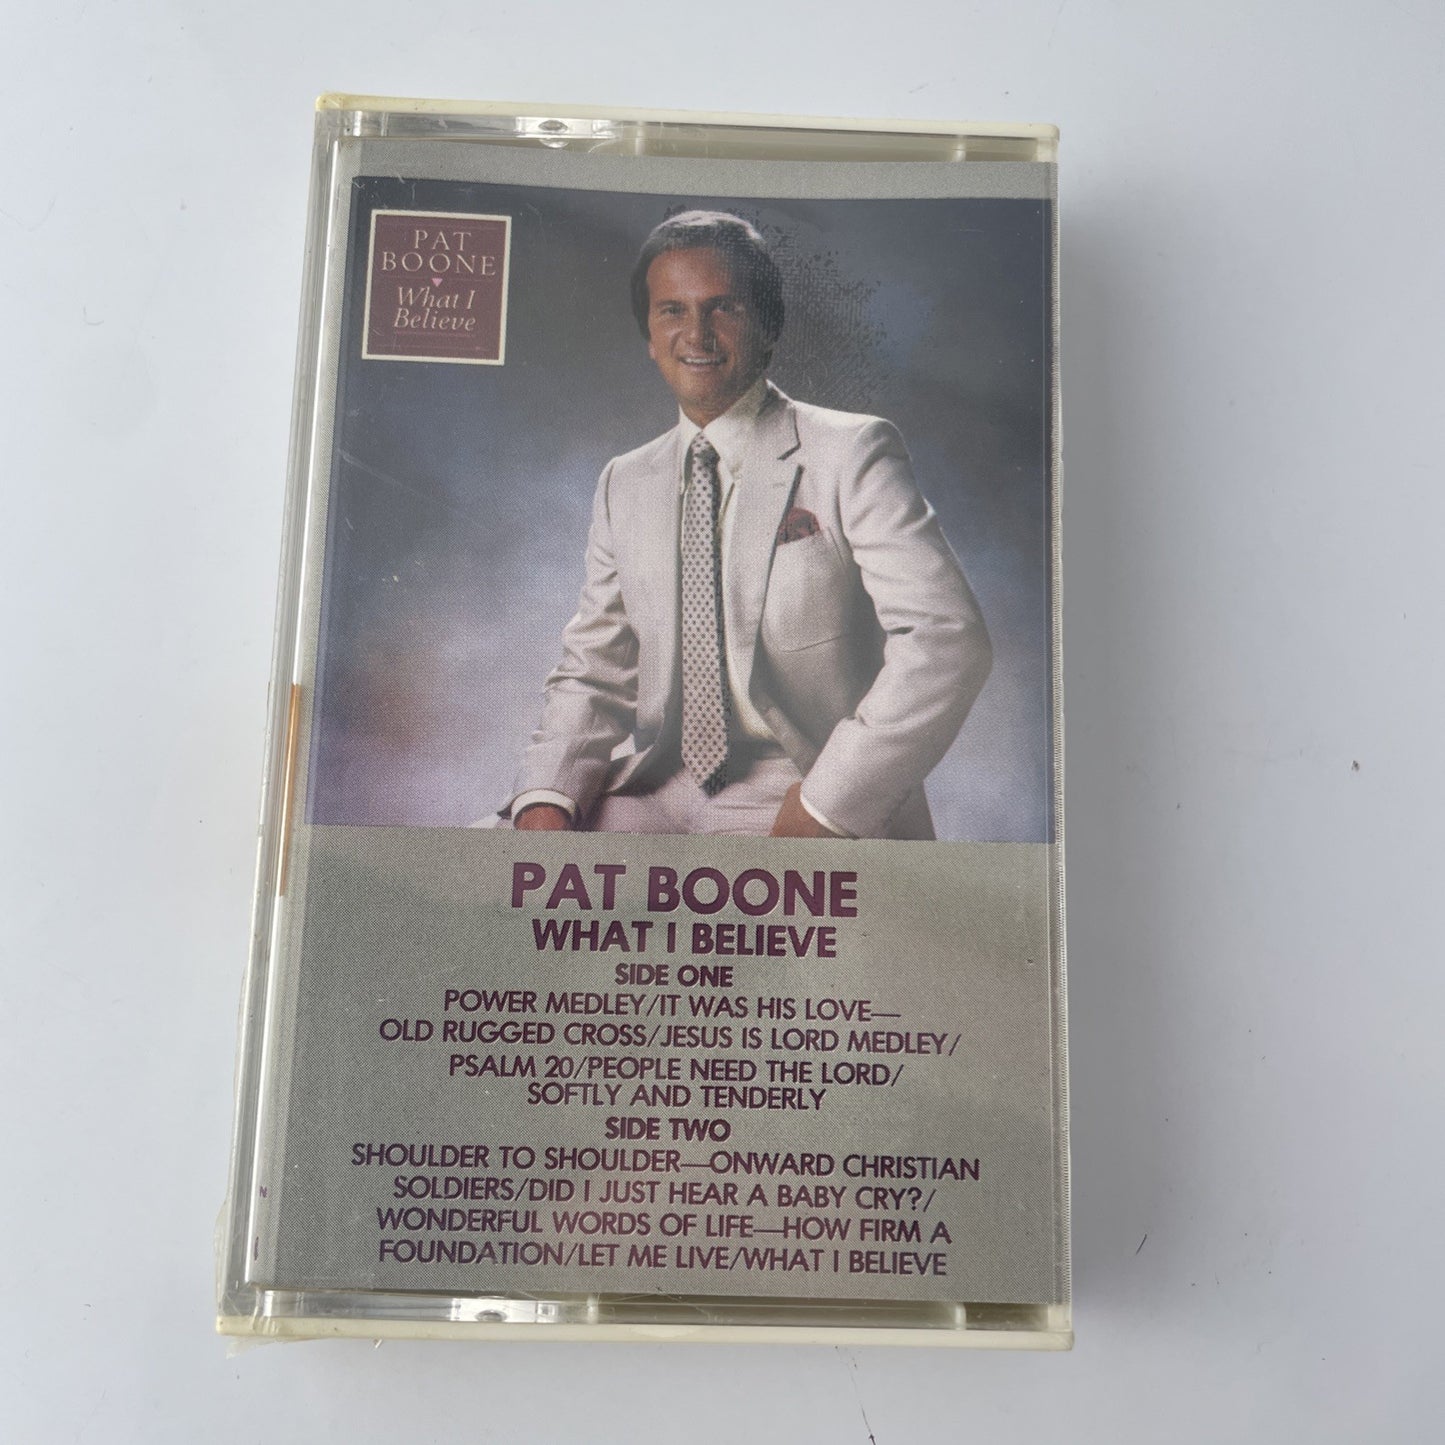 PAT
BOONE
What I
Believe
PAT BOONE
WHAT I BELIEVE
SIDE ONE
POWER MEDLEY/IT WAS HIS LOVE—
OLD RUGGED CROSS/JESUS IS LORD MEDLEY/
PSALM 20/PEOPLE NEED THE LORD/
SOFTLY AND TENDERLY
SIDE TWO
SHOULDER TO SHOULDER—ONWARD CHRISTIAN
SOLDIERS/DID I JUST HEAR A BABY CRY?/
WONDERFUL WORDS OF LIFE—HOW FIRM A
FOUNDATION/LET ME LIVE/WHAT I BELIEVE